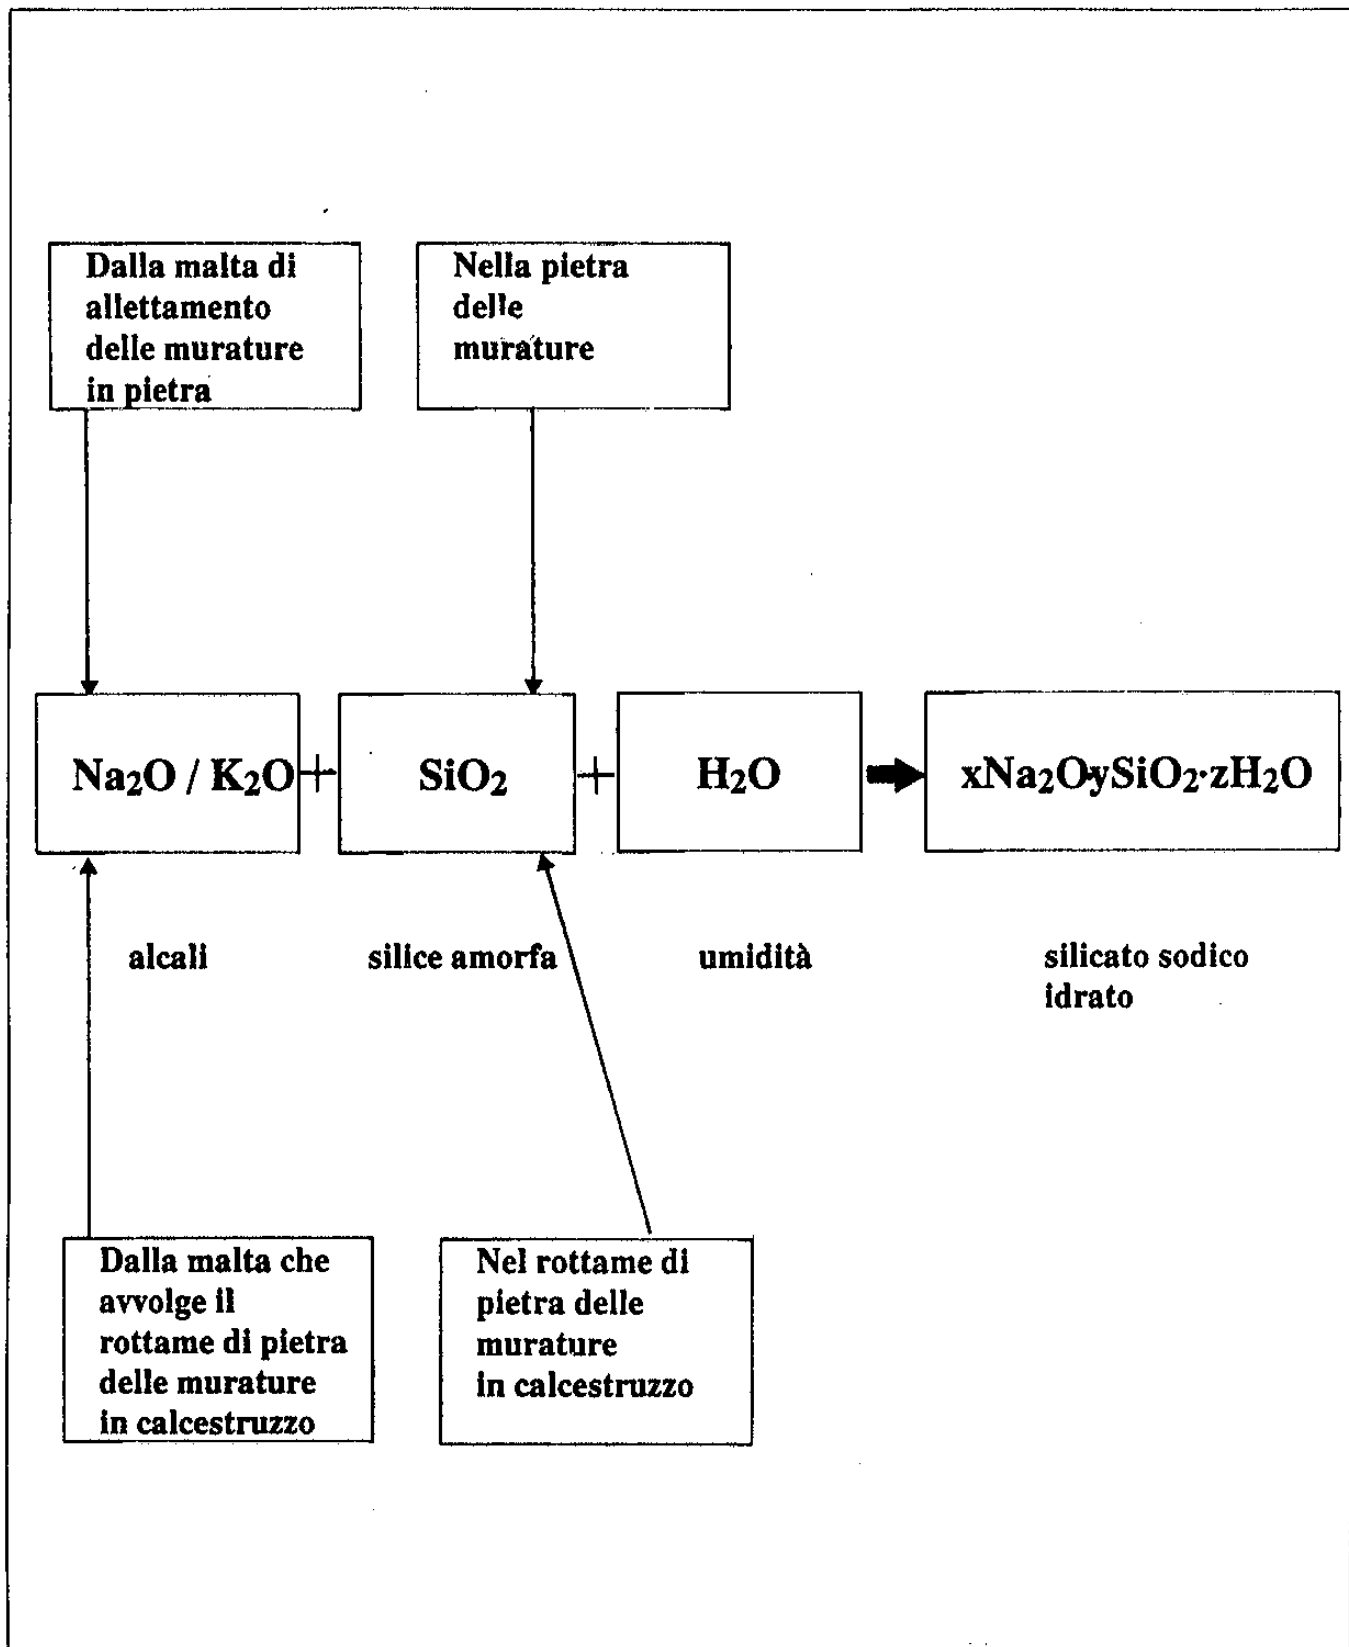 Dalla malta di
allettamento
delle murature
in pietra
Nella pietra
delle
murature
Na₂O / K₂O + SiO₂ + H₂O ➡ xNa₂O·ySiO₂·zH₂O
alcali
silice amorfa
umidità
silicato sodico
idrato
Dalla malta che
avvolge il
rottame di pietra
delle murature
in calcestruzzo
Nel rottame di
pietra delle
murature
in calcestruzzo